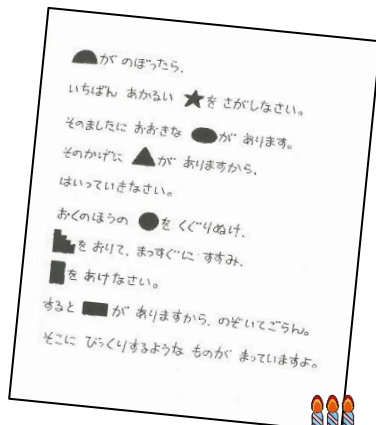 がのぼったら、
いちばん あかるい ★を さがしなさい。
そのましたに おおきな ⬬が あります。
そのかげに ▲が ありますから、
はいっていきなさい。
おくのほうの ●を くぐりぬけ、
を おりて、まっすぐに すすみ、
▮を あけなさい。
すると ▬が ありますから、のぞいてごらん。
そこに びっくりするような ものが まっていますよ。